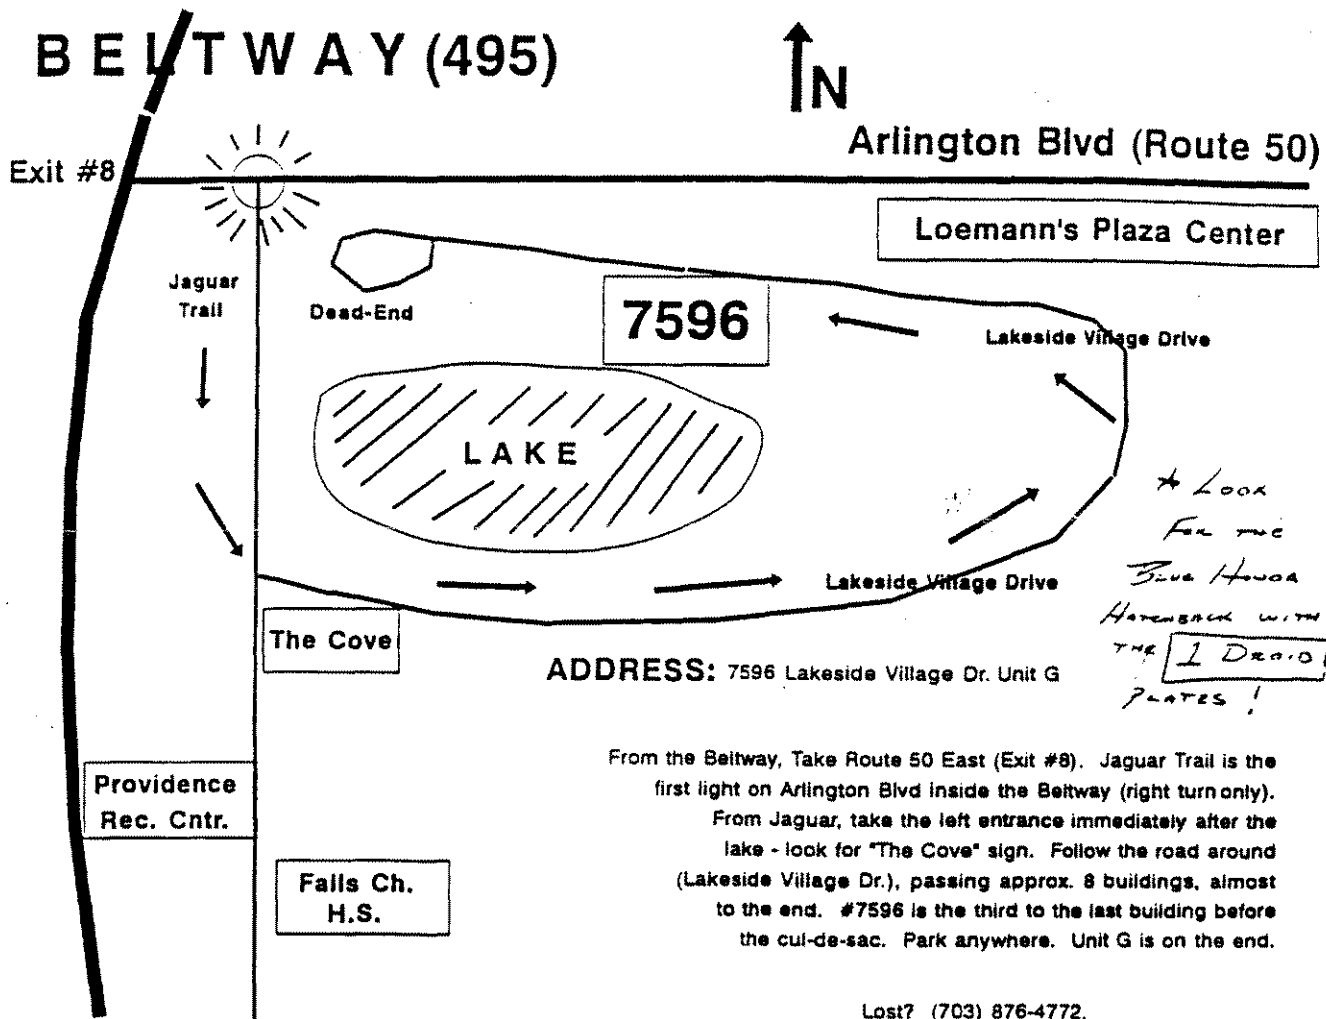 BELTWAY (495)
N
Arlington Blvd (Route 50)
Exit #8
Loemann's Plaza Center
Jaguar
Trail
Dead-End
7596
Lakeside Village Drive
LAKE
* LOOK
FOR THE
BLUE HONDA
HATCHBACK WITH
THE 1 DROID
PLATES!
Lakeside Village Drive
The Cove
ADDRESS: 7596 Lakeside Village Dr. Unit G
Providence
Rec. Cntr.
Falls Ch.
H.S.
From the Beltway, Take Route 50 East (Exit #8). Jaguar Trail is the
first light on Arlington Blvd inside the Beltway (right turn only).
From Jaguar, take the left entrance immediately after the
lake - look for "The Cove" sign. Follow the road around
(Lakeside Village Dr.), passing approx. 8 buildings, almost
to the end. #7596 is the third to the last building before
the cul-de-sac. Park anywhere. Unit G is on the end.
Lost? (703) 876-4772.